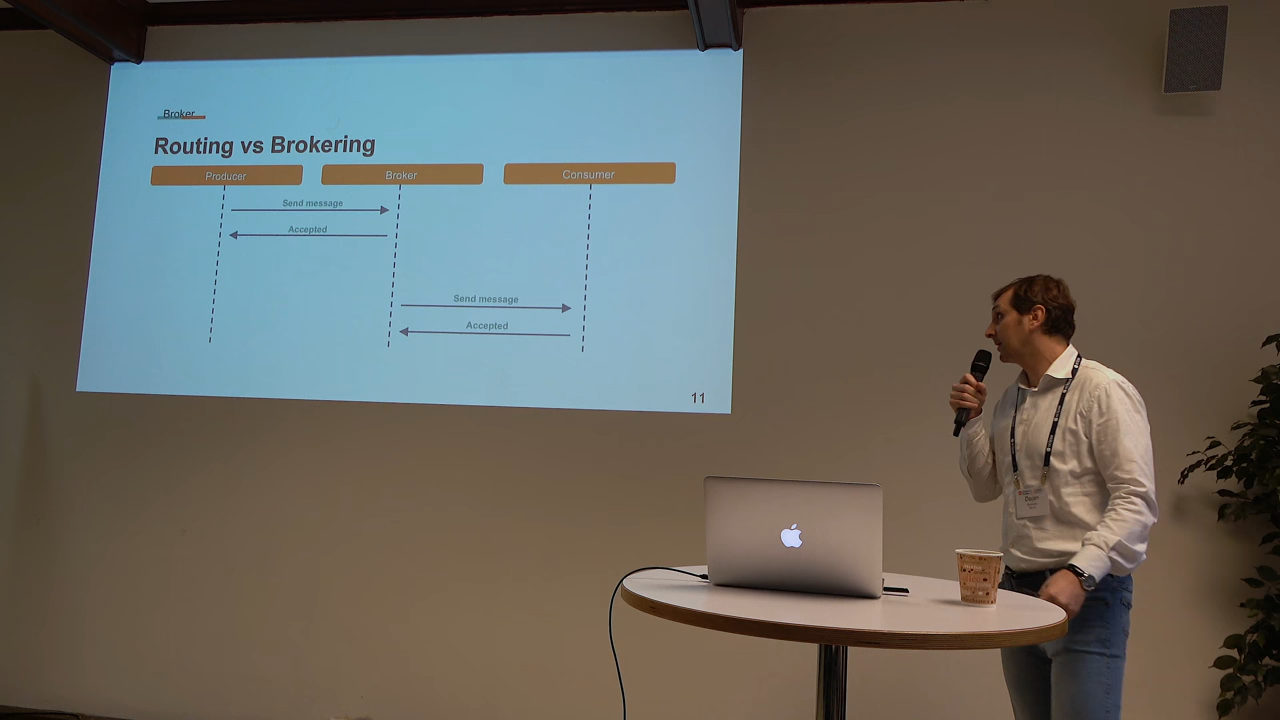 Broker
Routing vs Brokering
Producer
Broker
Consumer
Send message
Accepted
Send message
Accepted
11